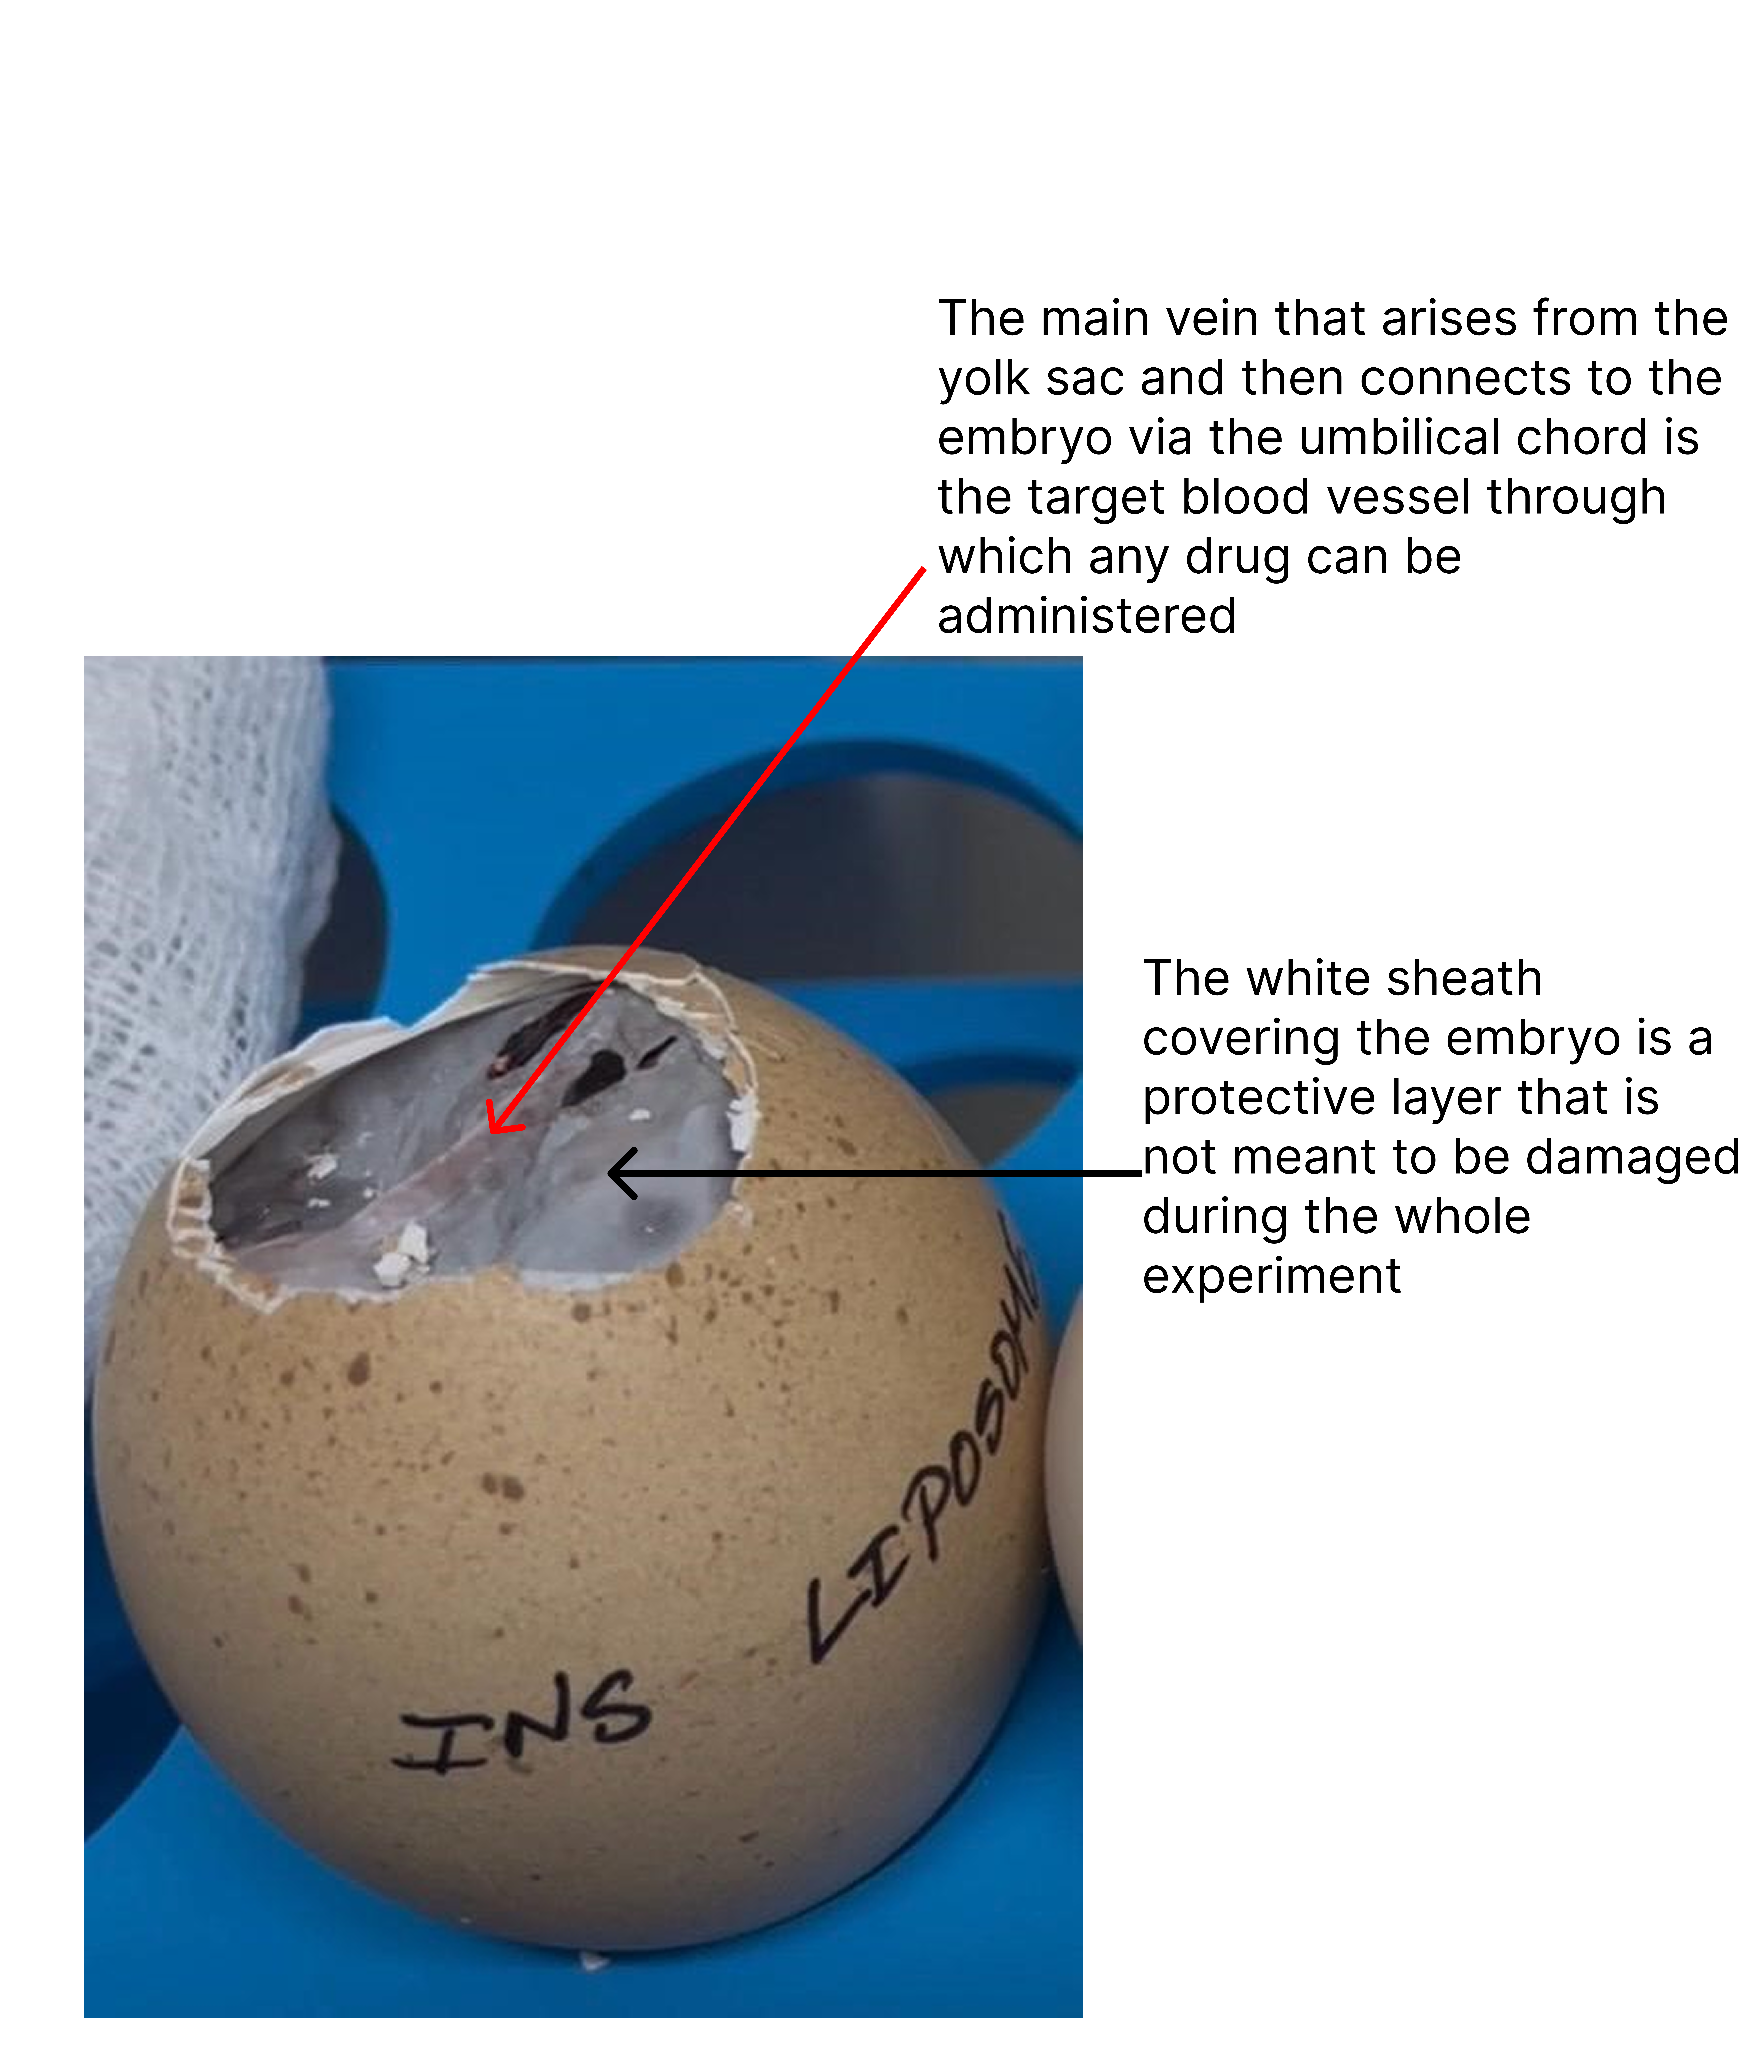 The main vein that arises from the
yolk sac and then connects to the
embryo via the umbilical chord is
the target blood vessel through
which any drug can be
administered
The white sheath
covering the embryo is a
protective layer that is
not meant to be damaged
during the whole
experiment
LIPOSOME
INS